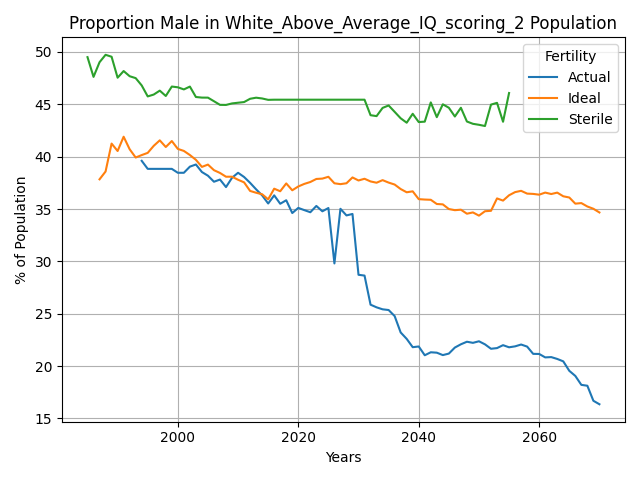 Proportion Male in White_Above_Average_IQ_scoring_2 Population
Fertility
Actual
Ideal
Sterile
% of Population
50
45
40
35
30
25
20
15
2000
2020
2040
2060
Years